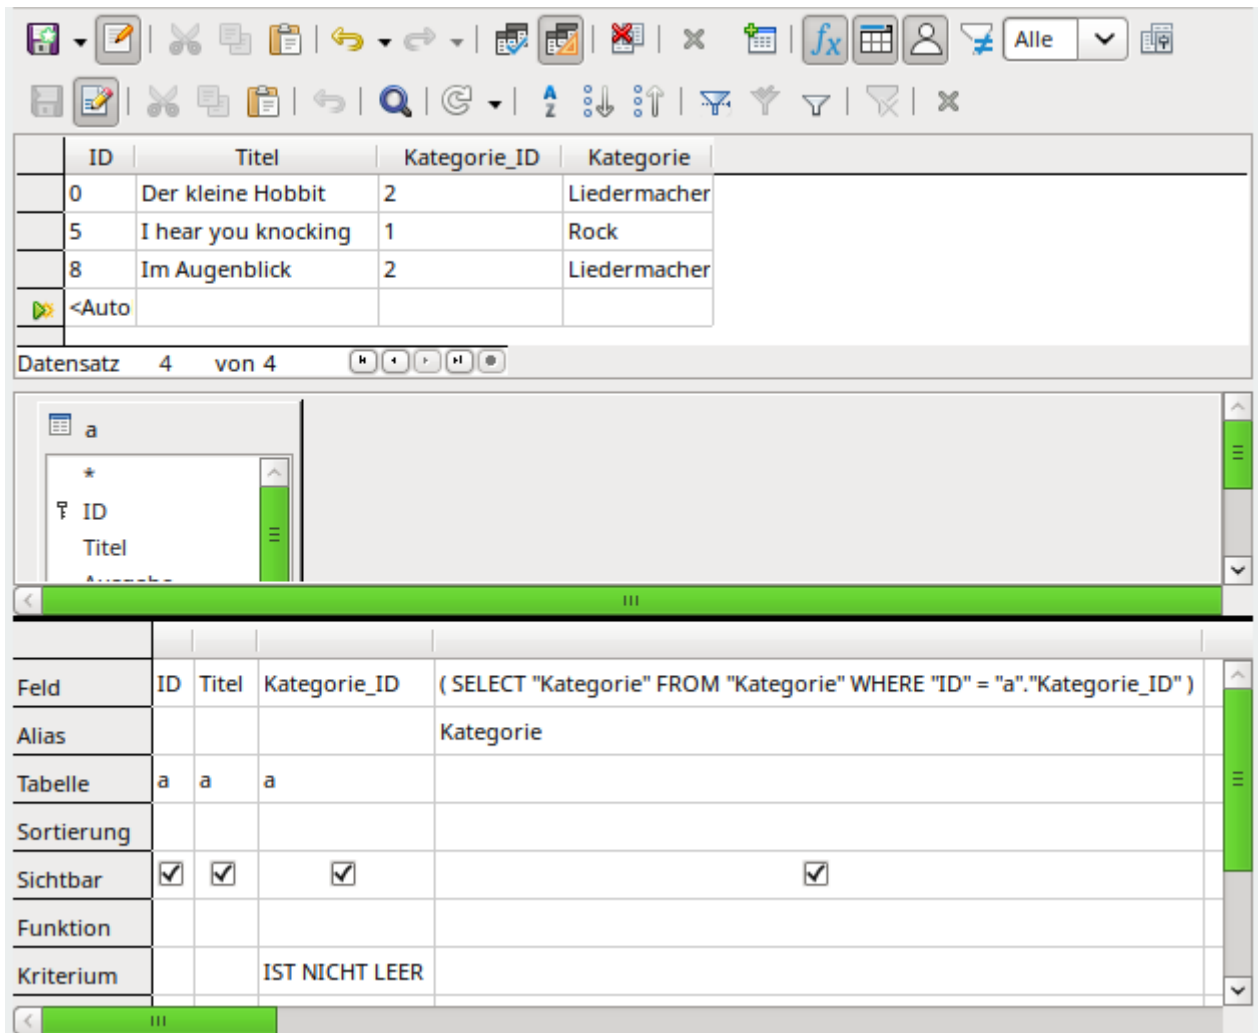 Alle
ID Titel Kategorie_ID Kategorie
0 Der kleine Hobbit 2 Liedermacher
5 I hear you knocking 1 Rock
8 Im Augenblick 2 Liedermacher
<Auto
Datensatz 4 von 4
a
*
ID
Titel
Feld ID Titel Kategorie_ID ( SELECT "Kategorie" FROM "Kategorie" WHERE "ID" = "a"."Kategorie_ID" )
Alias Kategorie
Tabelle a a a
Sortierung
Sichtbar
Funktion
Kriterium IST NICHT LEER